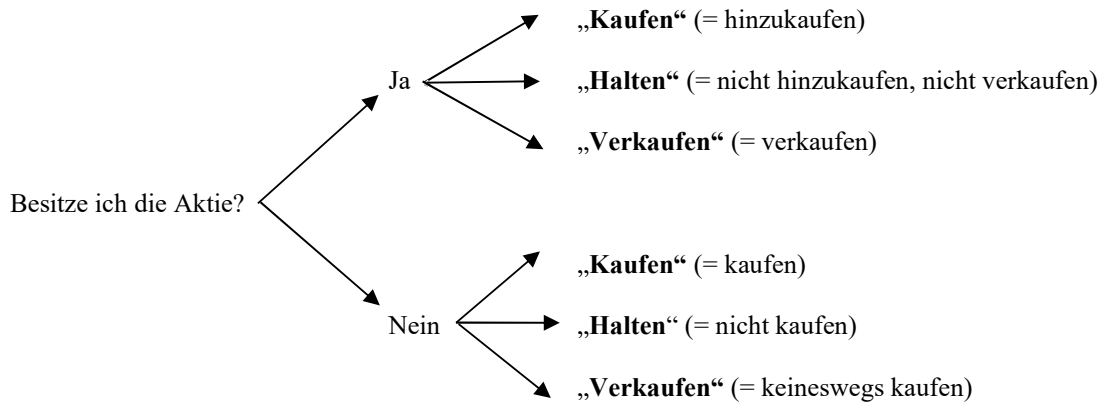 „Kaufen“ (= hinzukaufen)
Ja
„Halten“ (= nicht hinzukaufen, nicht verkaufen)
„Verkaufen“ (= verkaufen)
Besitze ich die Aktie?
„Kaufen“ (= kaufen)
Nein
„Halten“ (= nicht kaufen)
„Verkaufen“ (= keineswegs kaufen)